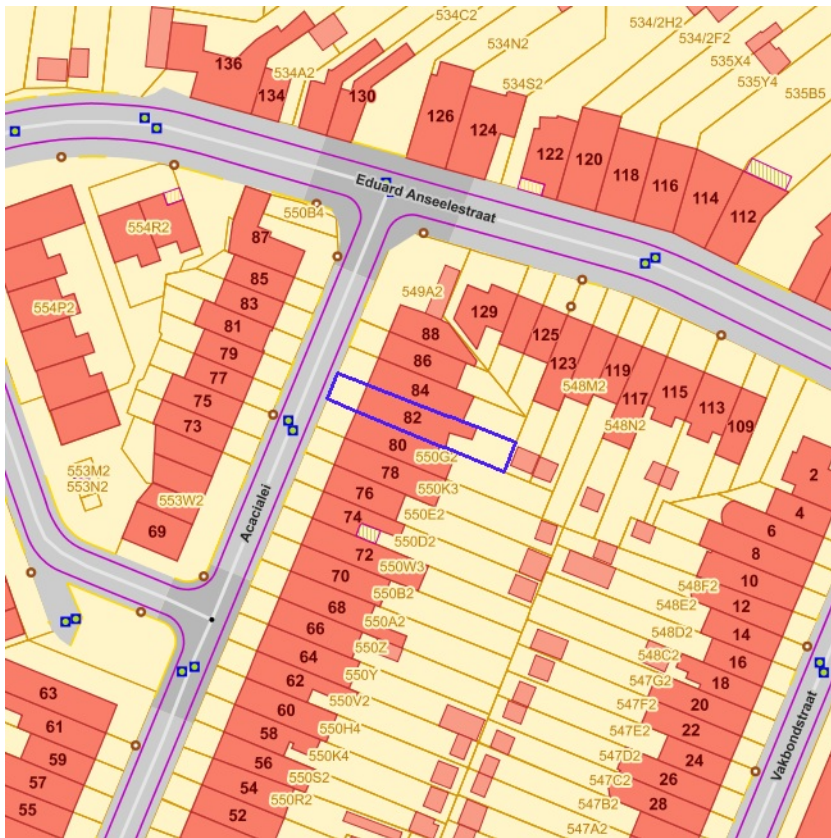 534C2
534/2H2
534N2
534/2F2
136
535X4
534A2
535Y4
534S2
134
130
535B5
126
124
122
120
118
116
114
112
Eduard Anseelestraat
550B4
554R2
87
85
549A2
83
129
554P2
81
88
125
79
86
123
119
77
84
548M2
115
75
82
117
113
73
80
548N2
109
550G2
553M2
78
2
553N2
550K3
76
553W2
550E2
4
74
6
69
Acacialei
550D2
72
8
550W3
70
10
548F2
550B2
68
12
548E2
550A2
66
14
548D2
550Z
64
548C2
16
550Y
62
547G2
18
63
550V2
547F2
20
60
61
550H4
547E2
22
58
59
550K4
547D2
24
56
57
550S2
547C2
26
Vakbondstraat
54
55
550R2
547B2
28
52
547A2